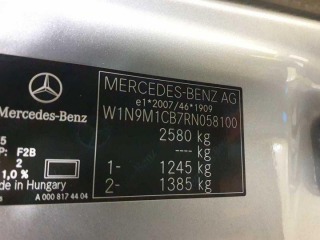 Mercedes-Benz
5
P: F2B
2
1,0 %
de in Hungary
A 000 817 44 04
MERCEDES-BENZ AG
e1*2007/46*1909
W1N9M1CB7RN058100
2580 kg
---- kg
1- 1245 kg
2- 1385 kg